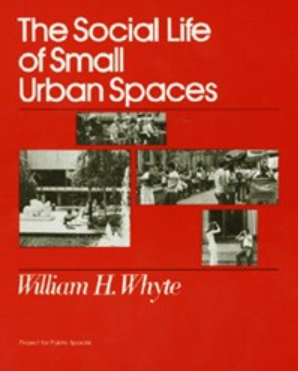 The Social Life
of Small
Urban Spaces
William H. Whyte
Project for Public Spaces